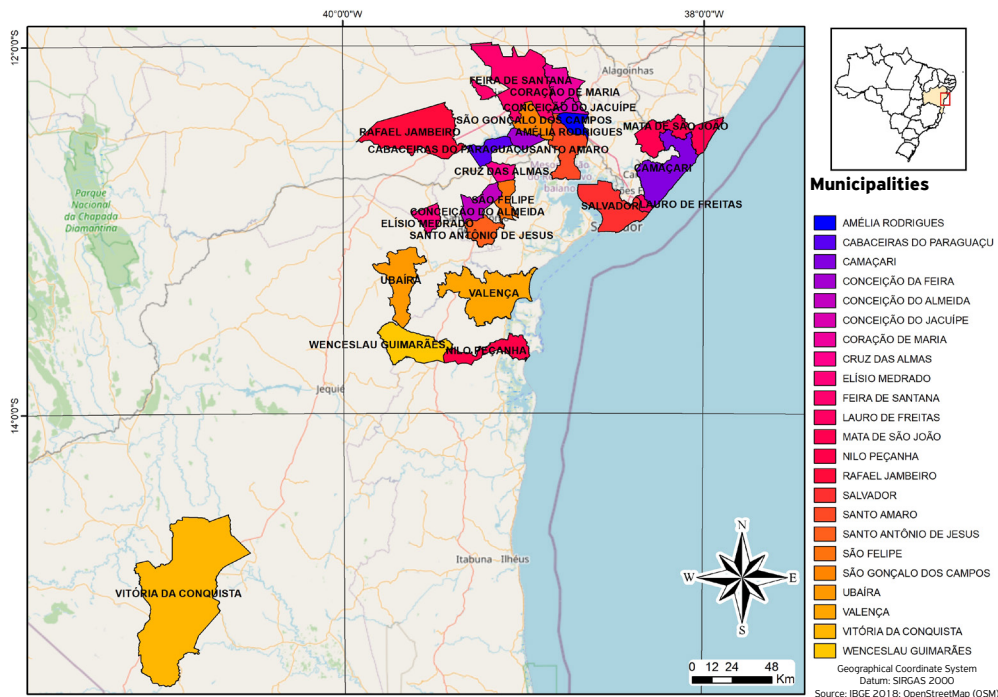 40°0'0"W
38°0'0"W
12°0'0"S
14°0'0"S
Alagoinhas
FEIRA DE SANTANA
CORAÇÃO DE MARIA
CONCEIÇÃO DO JACUÍPE
SÃO GONÇALO DOS CAMPOS
RAFAEL JAMBEIRO
AMÉLIA RODRIGUES
MATA DE SÃO JOÃO
CABACEIRAS DO PARAGUAÇU
SANTO AMARO
CRUZ DAS ALMAS
CAMAÇARI
baiano
Parque
Nacional
da Chapada
Diamantina
SÃO FELIPE
SALVADOR
LAURO DE FREITAS
CONCEIÇÃO DO ALMEIDA
ELÍSIO MEDRADO
SANTO ANTÔNIO DE JESUS
UBAÍRA
VALENÇA
WENCESLAU GUIMARÃES
NILO PEÇANHA
Jequié
Itabuna
Ilhéus
VITÓRIA DA CONQUISTA
N
W
E
S
0 12 24 48
Km
Municipalities
AMÉLIA RODRIGUES
CABACEIRAS DO PARAGUAÇU
CAMAÇARI
CONCEIÇÃO DA FEIRA
CONCEIÇÃO DO ALMEIDA
CONCEIÇÃO DO JACUÍPE
CORAÇÃO DE MARIA
CRUZ DAS ALMAS
ELÍSIO MEDRADO
FEIRA DE SANTANA
LAURO DE FREITAS
MATA DE SÃO JOÃO
NILO PEÇANHA
RAFAEL JAMBEIRO
SALVADOR
SANTO AMARO
SANTO ANTÔNIO DE JESUS
SÃO FELIPE
SÃO GONÇALO DOS CAMPOS
UBAÍRA
VALENÇA
VITÓRIA DA CONQUISTA
WENCESLAU GUIMARÃES
Geographical Coordinate System
Datum: SIRGAS 2000
Source: IBGE 2018; OpenStreetMap (OSM)